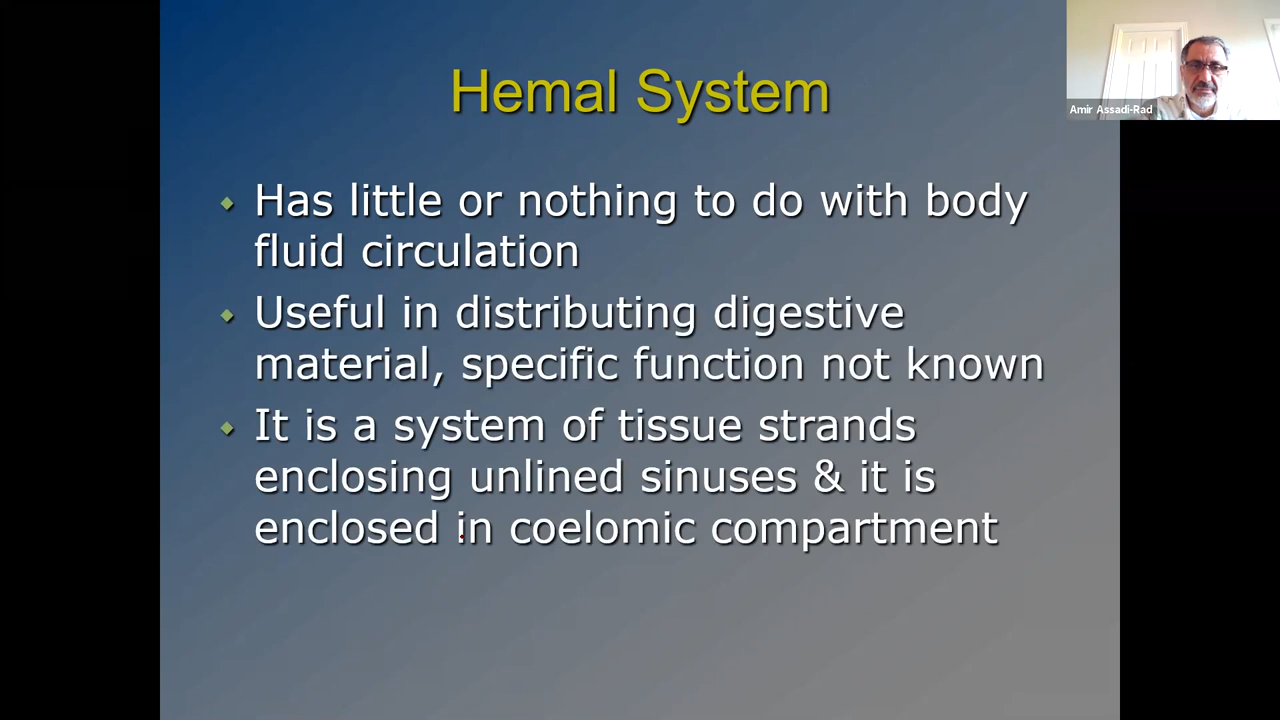 Hemal System
Amir Assadi-Rad
Has little or nothing to do with body
fluid circulation
Useful in distributing digestive
material, specific function not known
It is a system of tissue strands
enclosing unlined sinuses & it is
enclosed in coelomic compartment